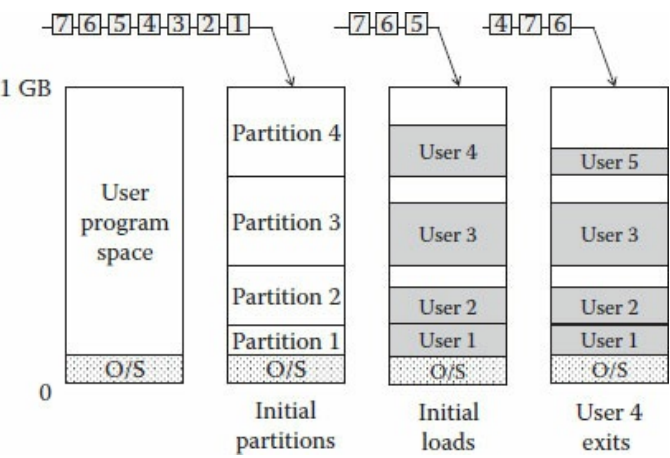 7 6 5 4 3 2 1
7 6 5
4 7 6
1 GB
User
program
space
O/S
0
Partition 4
Partition 3
Partition 2
Partition 1
O/S
Initial
partitions
User 4
User 3
User 2
User 1
O/S
Initial
loads
User 5
User 3
User 2
User 1
O/S
User 4
exits